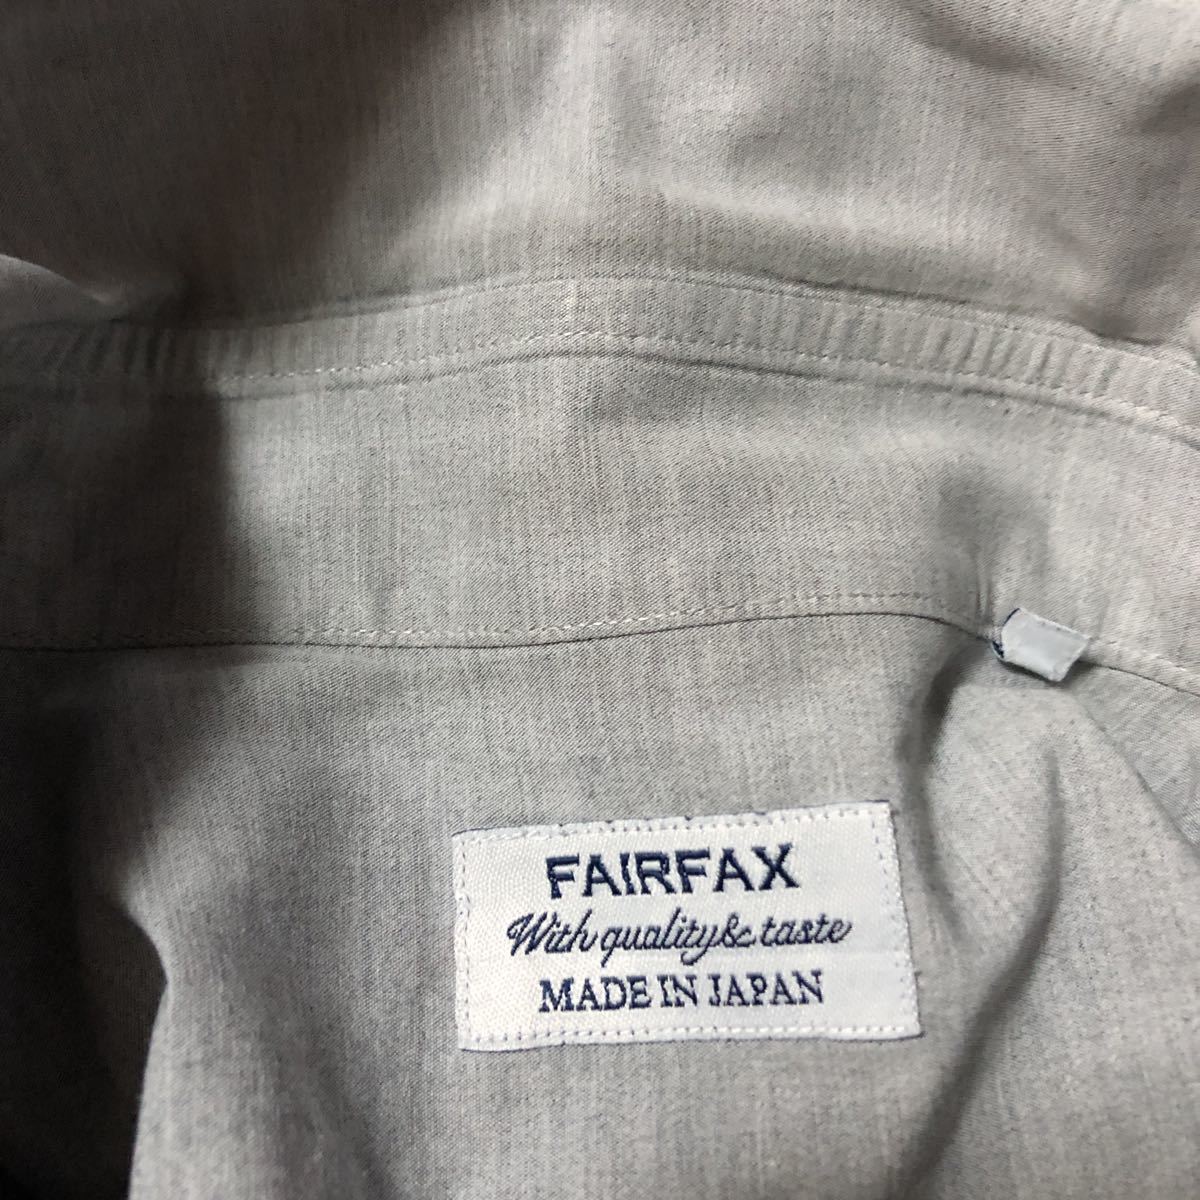 FAIRFAX
With quality & taste
MADE IN JAPAN